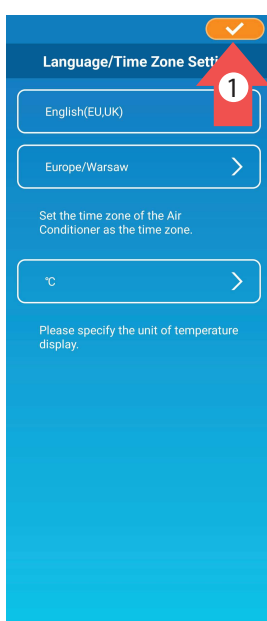 Language/Time Zone Sett
1
English(EU,UK)
Europe/Warsaw
Set the time zone of the Air
Conditioner as the time zone.
℃
Please specify the unit of temperature
display.